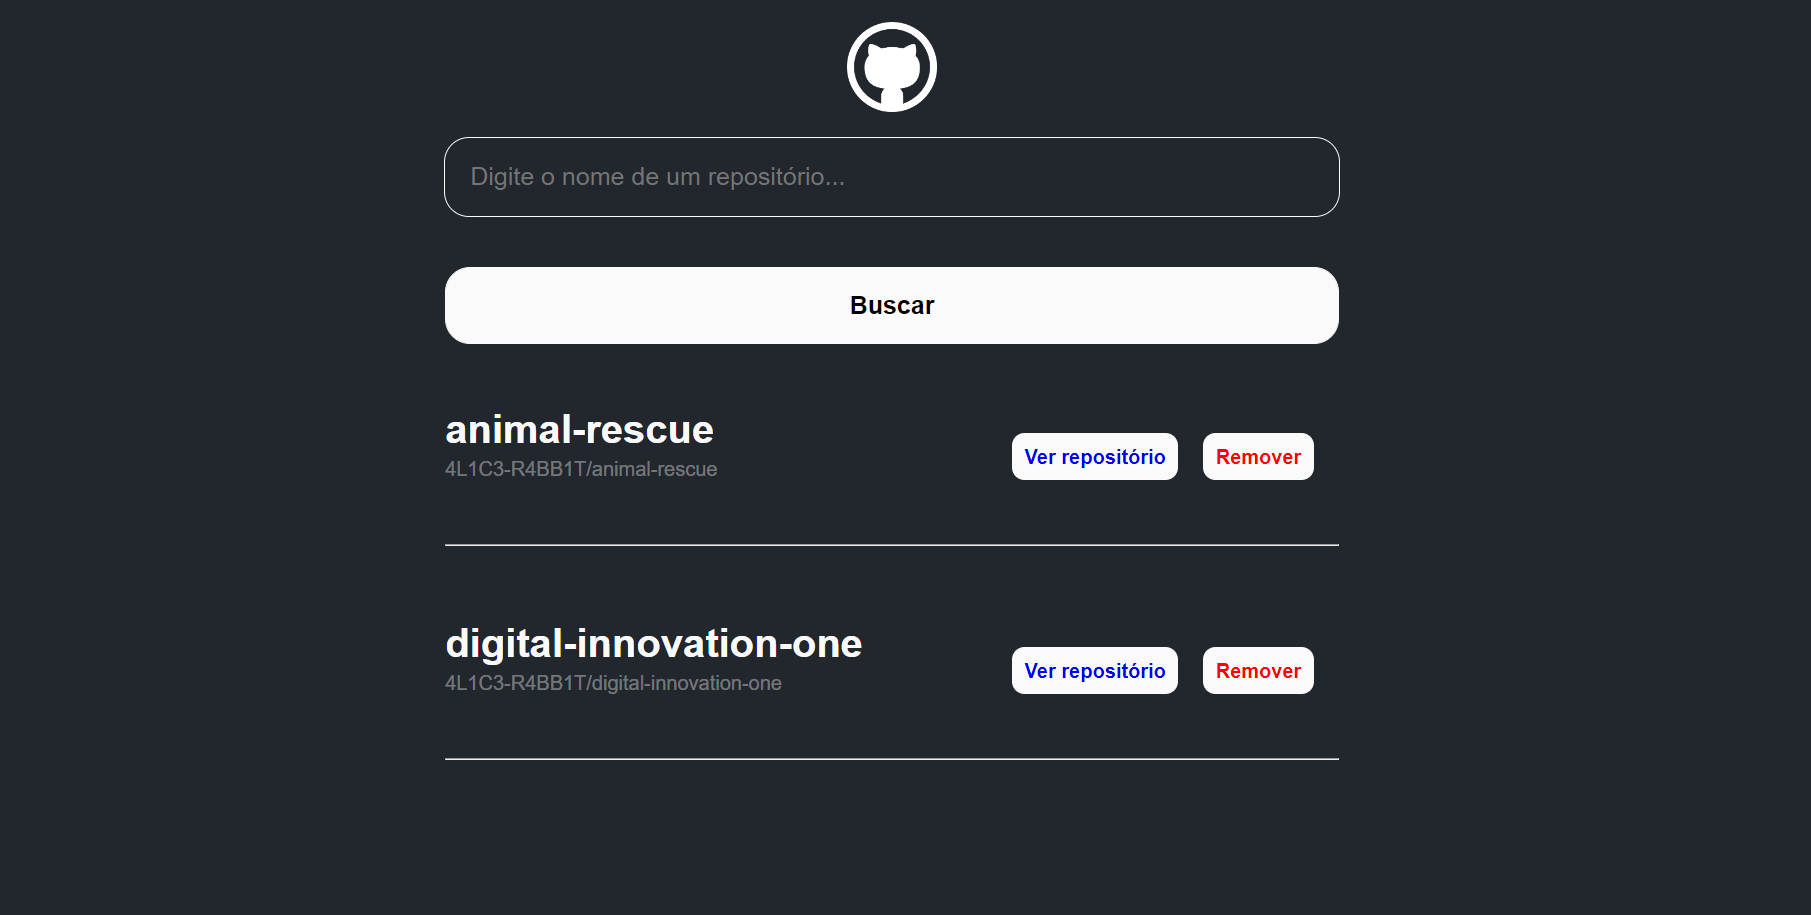 Digite o nome de um repositório...
Buscar
animal-rescue
4L1C3-R4BB1T/animal-rescue
Ver repositório
Remover
digital-innovation-one
4L1C3-R4BB1T/digital-innovation-one
Ver repositório
Remover